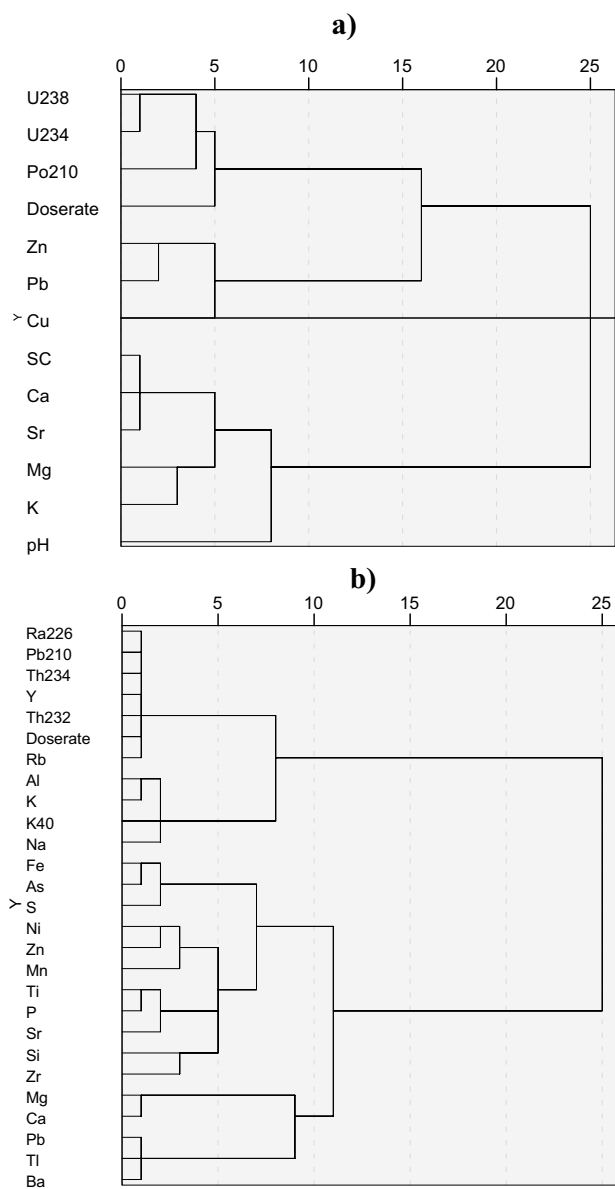 a)
0 5 10 15 20 25
U238
U234
Po210
Doserate
Zn
Pb
Y Cu
SC
Ca
Sr
Mg
K
pH
b)
0 5 10 15 20 25
Ra226
Pb210
Th234
Y
Th232
Doserate
Rb
Al
K
K40
Na
Fe
As
Y S
Ni
Zn
Mn
Ti
P
Sr
Si
Zr
Mg
Ca
Pb
Tl
Ba